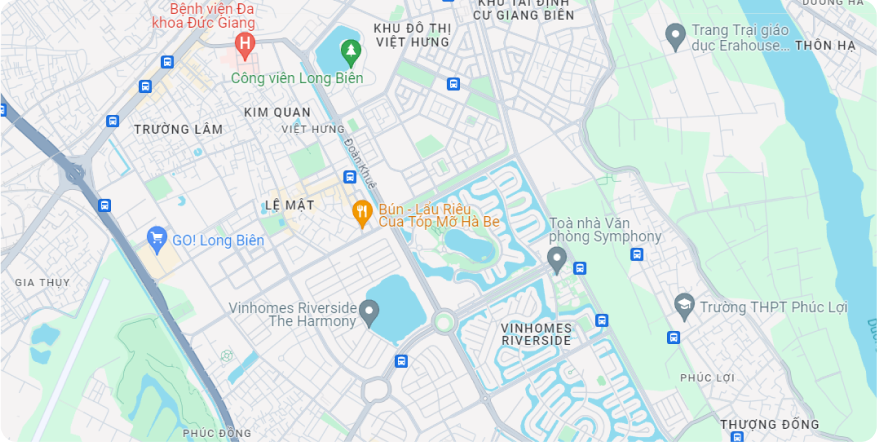 Bệnh viện Đa
khoa Đức Giang
KHU ĐÔ THỊ
VIỆT HƯNG
KHU TÁI ĐỊNH
CƯ GIANG BIÊN
DƯƠNG HÀ
Trang Trại giáo
dục Erahouse...
THÔN HẠ
Công viên Long Biên
KIM QUAN
TRƯỜNG LÂM
VIỆT HƯNG
Đoàn Khuê
LỆ MẬT
Bún - Lẩu Riêu
Cua Tóp Mỡ Hà Be
GO! Long Biên
Toà nhà Văn
phòng Symphony
GIA THỤY
Vinhomes Riverside
The Harmony
VINHOMES
RIVERSIDE
Trường THPT Phúc Lợi
PHÚC LỢI
THƯỢNG ĐỒNG
PHÚC ĐỒNG